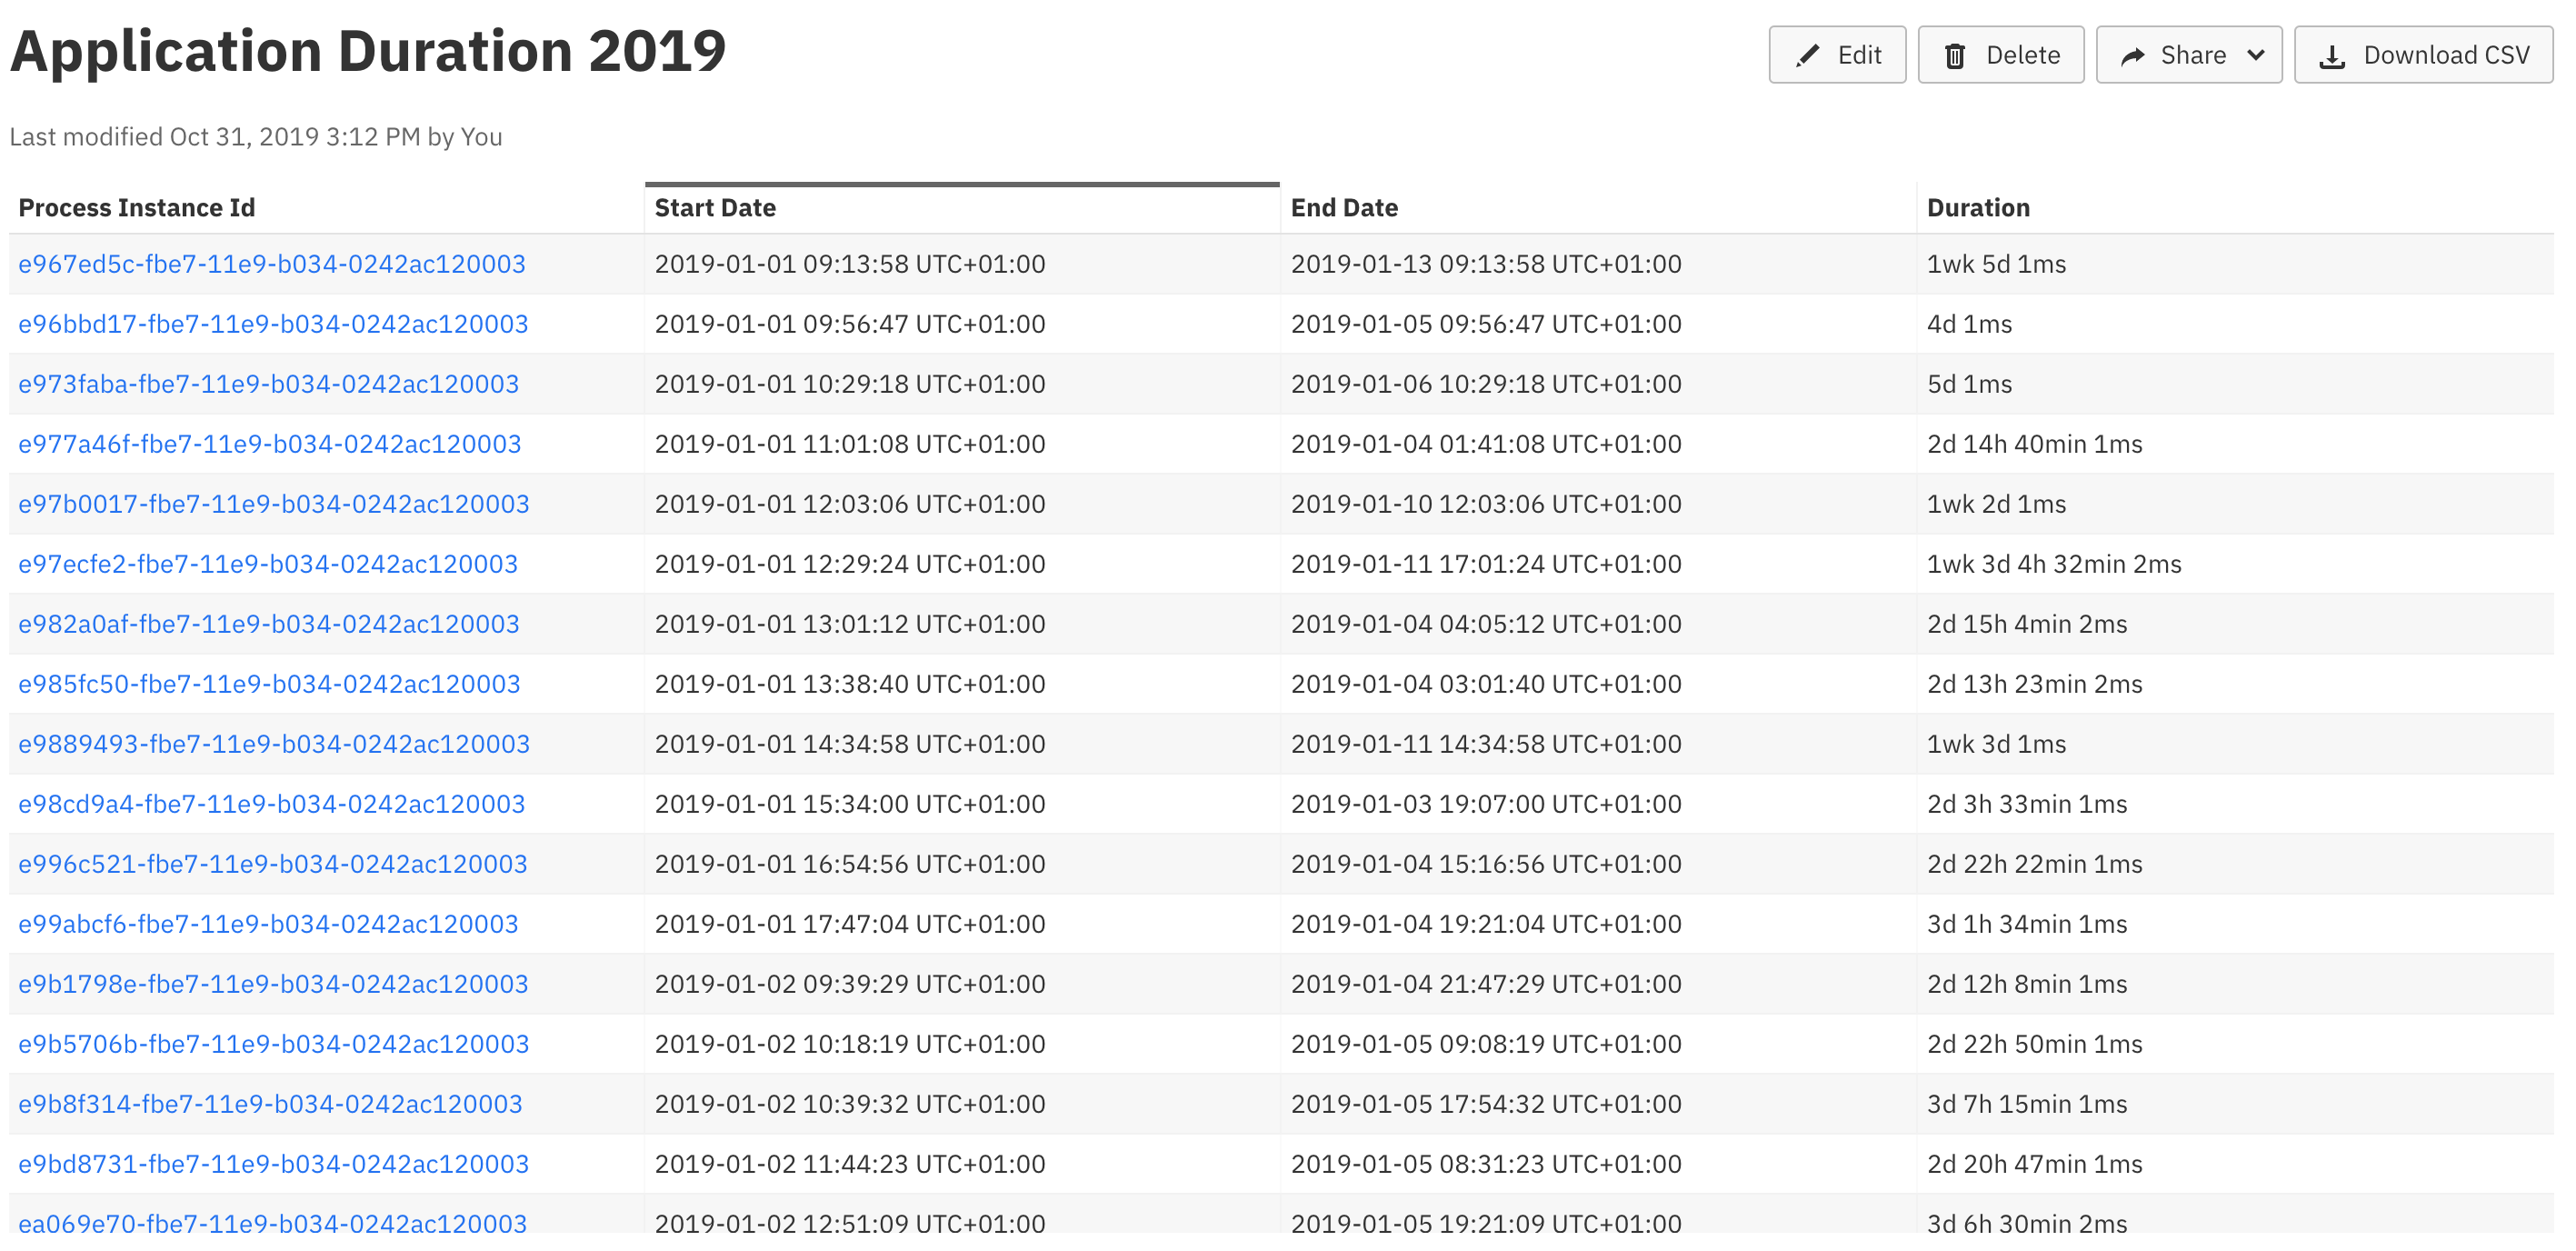 Application Duration 2019
Edit Delete Share Download CSV
Last modified Oct 31, 2019 3:12 PM by You
Process Instance Id Start Date End Date Duration
e967ed5c-fbe7-11e9-b034-0242ac120003 2019-01-01 09:13:58 UTC+01:00 2019-01-13 09:13:58 UTC+01:00 1wk 5d 1ms
e96bbd17-fbe7-11e9-b034-0242ac120003 2019-01-01 09:56:47 UTC+01:00 2019-01-05 09:56:47 UTC+01:00 4d 1ms
e973faba-fbe7-11e9-b034-0242ac120003 2019-01-01 10:29:18 UTC+01:00 2019-01-06 10:29:18 UTC+01:00 5d 1ms
e977a46f-fbe7-11e9-b034-0242ac120003 2019-01-01 11:01:08 UTC+01:00 2019-01-04 01:41:08 UTC+01:00 2d 14h 40min 1ms
e97b0017-fbe7-11e9-b034-0242ac120003 2019-01-01 12:03:06 UTC+01:00 2019-01-10 12:03:06 UTC+01:00 1wk 2d 1ms
e97ecfe2-fbe7-11e9-b034-0242ac120003 2019-01-01 12:29:24 UTC+01:00 2019-01-11 17:01:24 UTC+01:00 1wk 3d 4h 32min 2ms
e982a0af-fbe7-11e9-b034-0242ac120003 2019-01-01 13:01:12 UTC+01:00 2019-01-04 04:05:12 UTC+01:00 2d 15h 4min 2ms
e985fc50-fbe7-11e9-b034-0242ac120003 2019-01-01 13:38:40 UTC+01:00 2019-01-04 03:01:40 UTC+01:00 2d 13h 23min 2ms
e9889493-fbe7-11e9-b034-0242ac120003 2019-01-01 14:34:58 UTC+01:00 2019-01-11 14:34:58 UTC+01:00 1wk 3d 1ms
e98cd9a4-fbe7-11e9-b034-0242ac120003 2019-01-01 15:34:00 UTC+01:00 2019-01-03 19:07:00 UTC+01:00 2d 3h 33min 1ms
e996c521-fbe7-11e9-b034-0242ac120003 2019-01-01 16:54:56 UTC+01:00 2019-01-04 15:16:56 UTC+01:00 2d 22h 22min 1ms
e99abcf6-fbe7-11e9-b034-0242ac120003 2019-01-01 17:47:04 UTC+01:00 2019-01-04 19:21:04 UTC+01:00 3d 1h 34min 1ms
e9b1798e-fbe7-11e9-b034-0242ac120003 2019-01-02 09:39:29 UTC+01:00 2019-01-04 21:47:29 UTC+01:00 2d 12h 8min 1ms
e9b5706b-fbe7-11e9-b034-0242ac120003 2019-01-02 10:18:19 UTC+01:00 2019-01-05 09:08:19 UTC+01:00 2d 22h 50min 1ms
e9b8f314-fbe7-11e9-b034-0242ac120003 2019-01-02 10:39:32 UTC+01:00 2019-01-05 17:54:32 UTC+01:00 3d 7h 15min 1ms
e9bd8731-fbe7-11e9-b034-0242ac120003 2019-01-02 11:44:23 UTC+01:00 2019-01-05 08:31:23 UTC+01:00 2d 20h 47min 1ms
ea069e70-fbe7-11e9-b034-0242ac120003 2019-01-02 12:51:09 UTC+01:00 2019-01-05 19:21:09 UTC+01:00 3d 6h 30min 2ms